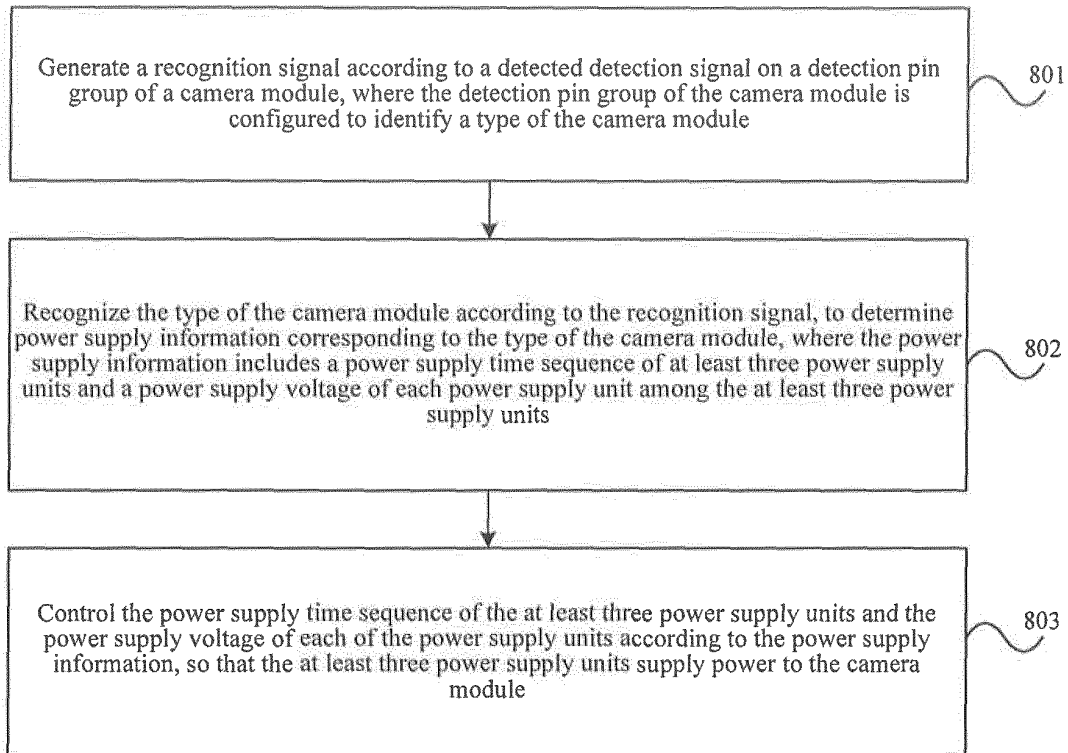 Generate a recognition signal according to a detected detection signal on a detection pin
group of a camera module, where the detection pin group of the camera module is
configured to identify a type of the camera module
801
Recognize the type of the camera module according to the recognition signal, to determine
power supply information corresponding to the type of the camera module, where the power
supply information includes a power supply time sequence of at least three power supply
units and a power supply voltage of each power supply unit among the at least three power
supply units
802
Control the power supply time sequence of the at least three power supply units and the
power supply voltage of each of the power supply units according to the power supply
information, so that the at least three power supply units supply power to the camera
module
803